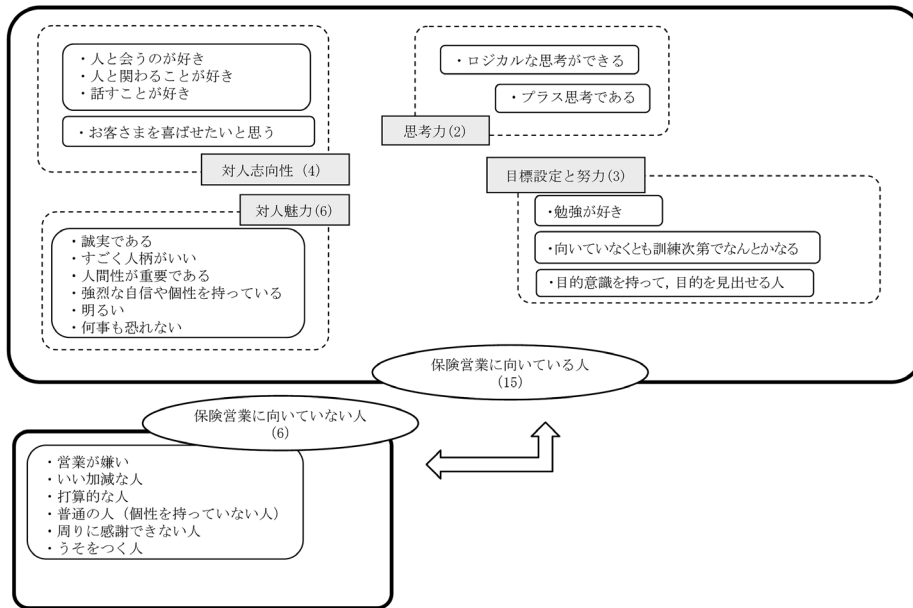 ・人と会うのが好き
・人と関わることが好き
・話すことが好き
・お客さまを喜ばせたいと思う
対人志向性 (4)
・ロジカルな思考ができる
・プラス思考である
思考力(2)
対人魅力(6)
・誠実である
・すごく人柄がいい
・人間性が重要である
・強烈な自信や個性を持っている
・明るい
・何事も恐れない
目標設定と努力(3)
・勉強が好き
・向いていなくとも訓練次第でなんとかなる
・目的意識を持って，目的を見出せる人
保険営業に向いている人
(15)
保険営業に向いていない人
(6)
・営業が嫌い
・いい加減な人
・打算的な人
・普通の人（個性を持っていない人）
・周りに感謝できない人
・うそをつく人